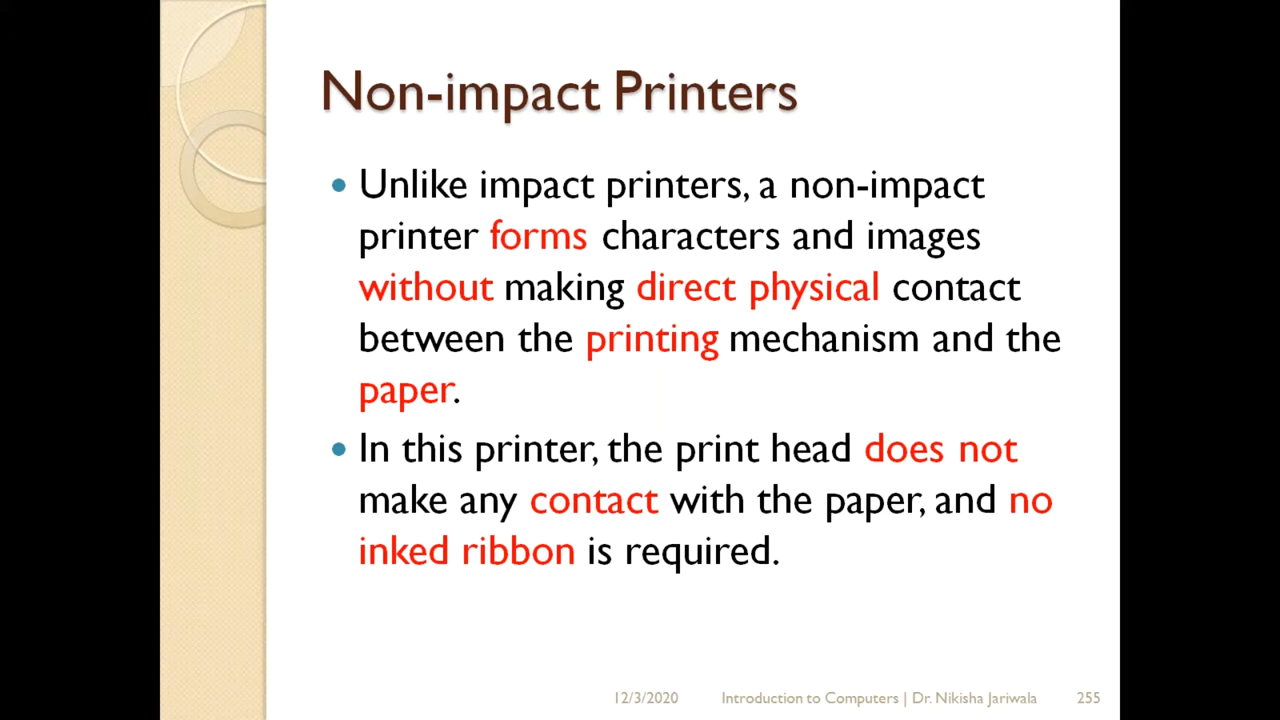 Non-impact Printers
• Unlike impact printers, a non-impact
printer forms characters and images
without making direct physical contact
between the printing mechanism and the
paper.
• In this printer, the print head does not
make any contact with the paper, and no
inked ribbon is required.
12/3/2020 Introduction to Computers | Dr. Nikisha Jariwala 255